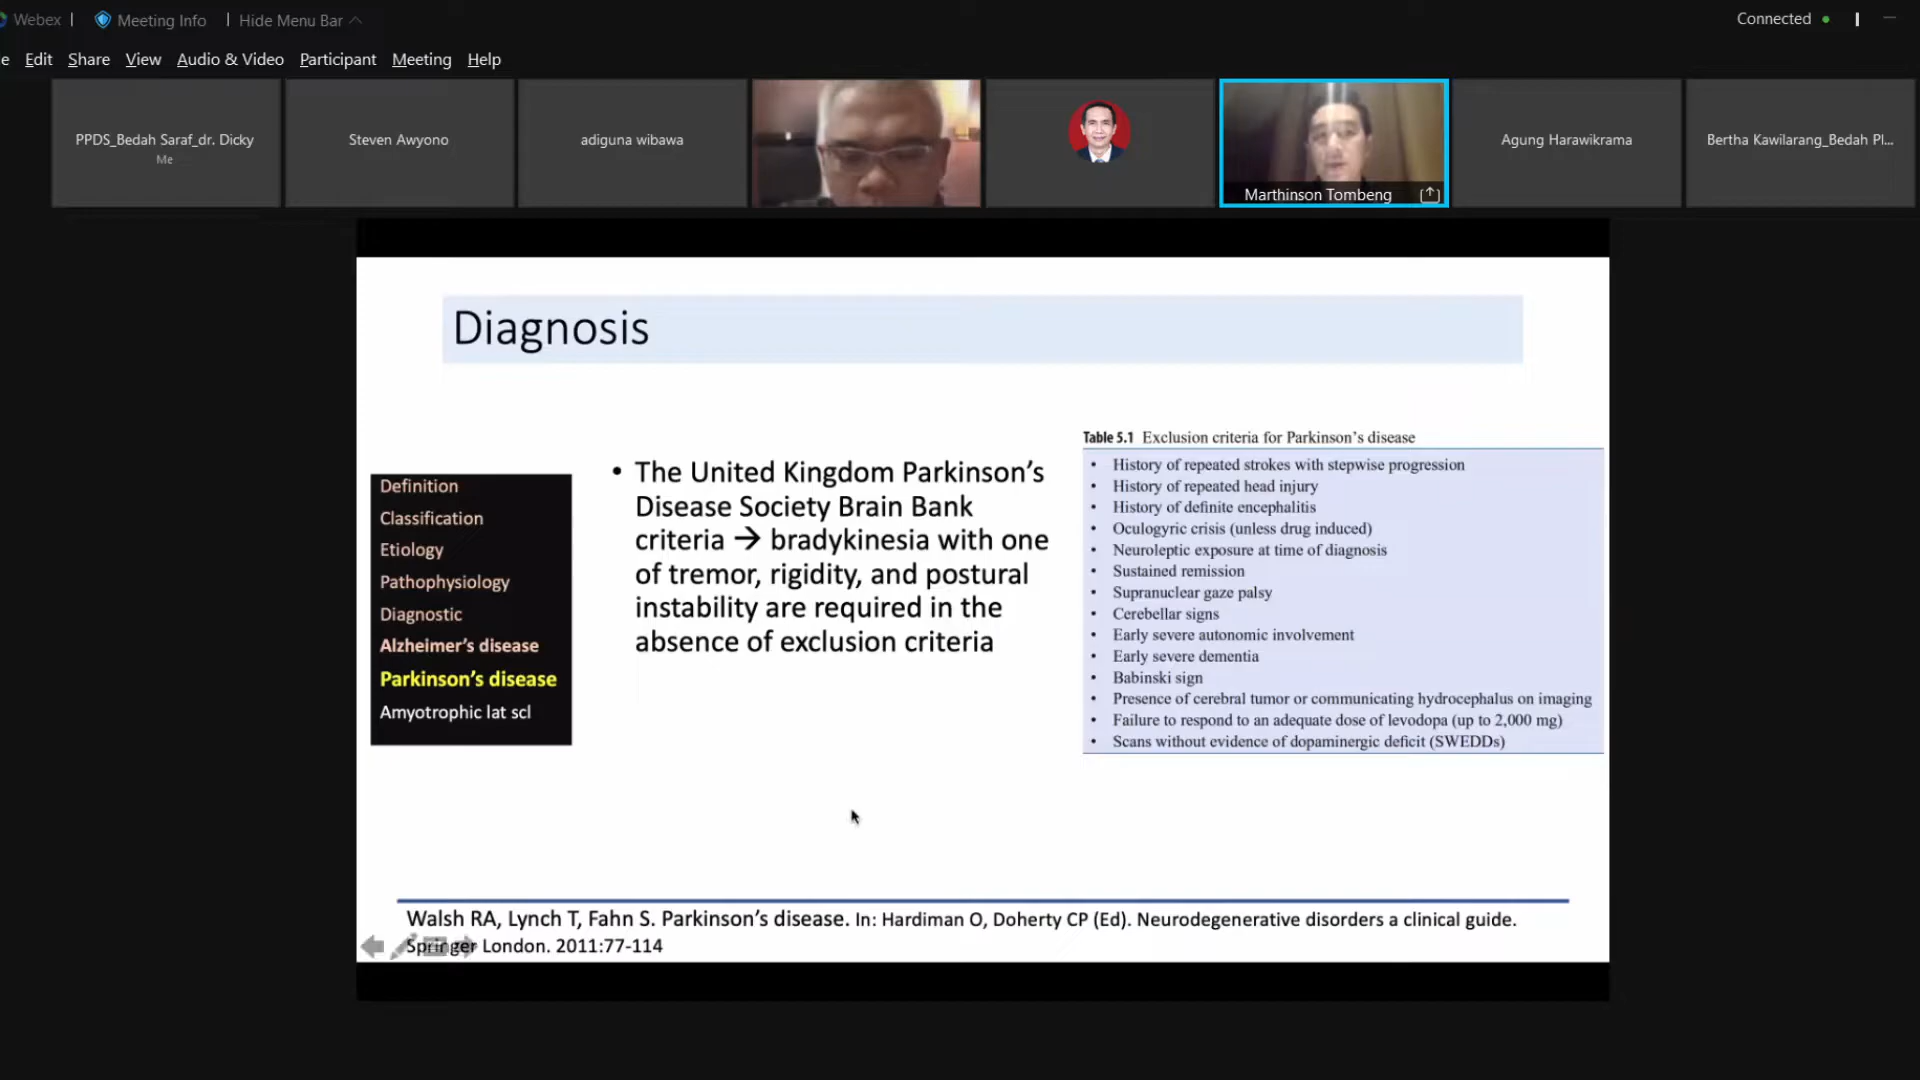 Webex
Meeting Info
Hide Menu Bar
Connected
e Edit Share View Audio & Video Participant Meeting Help
PPDS_Bedah Saraf_dr. Dicky
Me
Steven Awyono
adiguna wibawa
Marthinson Tombeng
Agung Harawikrama
Bertha Kawilarang_Bedah Pl...
Diagnosis
Definition
Classification
Etiology
Pathophysiology
Diagnostic
Alzheimer's disease
Parkinson's disease
Amyotrophic lat scl
• The United Kingdom Parkinson's
Disease Society Brain Bank
criteria → bradykinesia with one
of tremor, rigidity, and postural
instability are required in the
absence of exclusion criteria
Table 5.1 Exclusion criteria for Parkinson's disease
• History of repeated strokes with stepwise progression
• History of repeated head injury
• History of definite encephalitis
• Oculogyric crisis (unless drug induced)
• Neuroleptic exposure at time of diagnosis
• Sustained remission
• Supranuclear gaze palsy
• Cerebellar signs
• Early severe autonomic involvement
• Early severe dementia
• Babinski sign
• Presence of cerebral tumor or communicating hydrocephalus on imaging
• Failure to respond to an adequate dose of levodopa (up to 2,000 mg)
• Scans without evidence of dopaminergic deficit (SWEDDs)
Walsh RA, Lynch T, Fahn S. Parkinson's disease. In: Hardiman O, Doherty CP (Ed). Neurodegenerative disorders a clinical guide.
Springer London. 2011:77-114